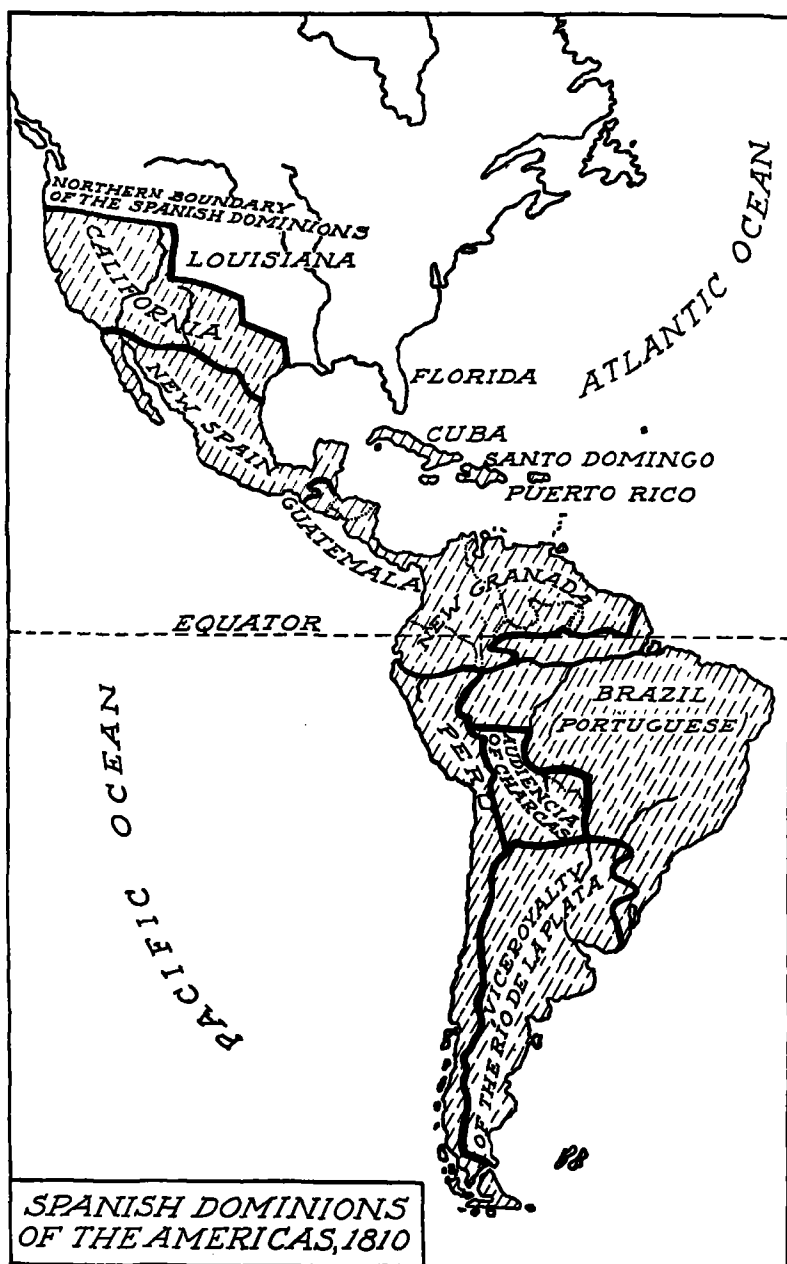 NORTHERN BOUNDARY
OF THE SPANISH DOMINIONS
LOUISIANA
CALIFORNIA
ATLANTIC OCEAN
FLORIDA
NEW SPAIN
CUBA
SANTO DOMINGO
PUERTO RICO
GUATEMALA
NEW GRANADA
EQUATOR
BRAZIL
PORTUGUESE
PERU
AUDIENCIA
OF CHARCAS
PACIFIC OCEAN
VICEROYALTY
OF THE RIO DE LA PLATA
SPANISH DOMINIONS
OF THE AMERICAS, 1810